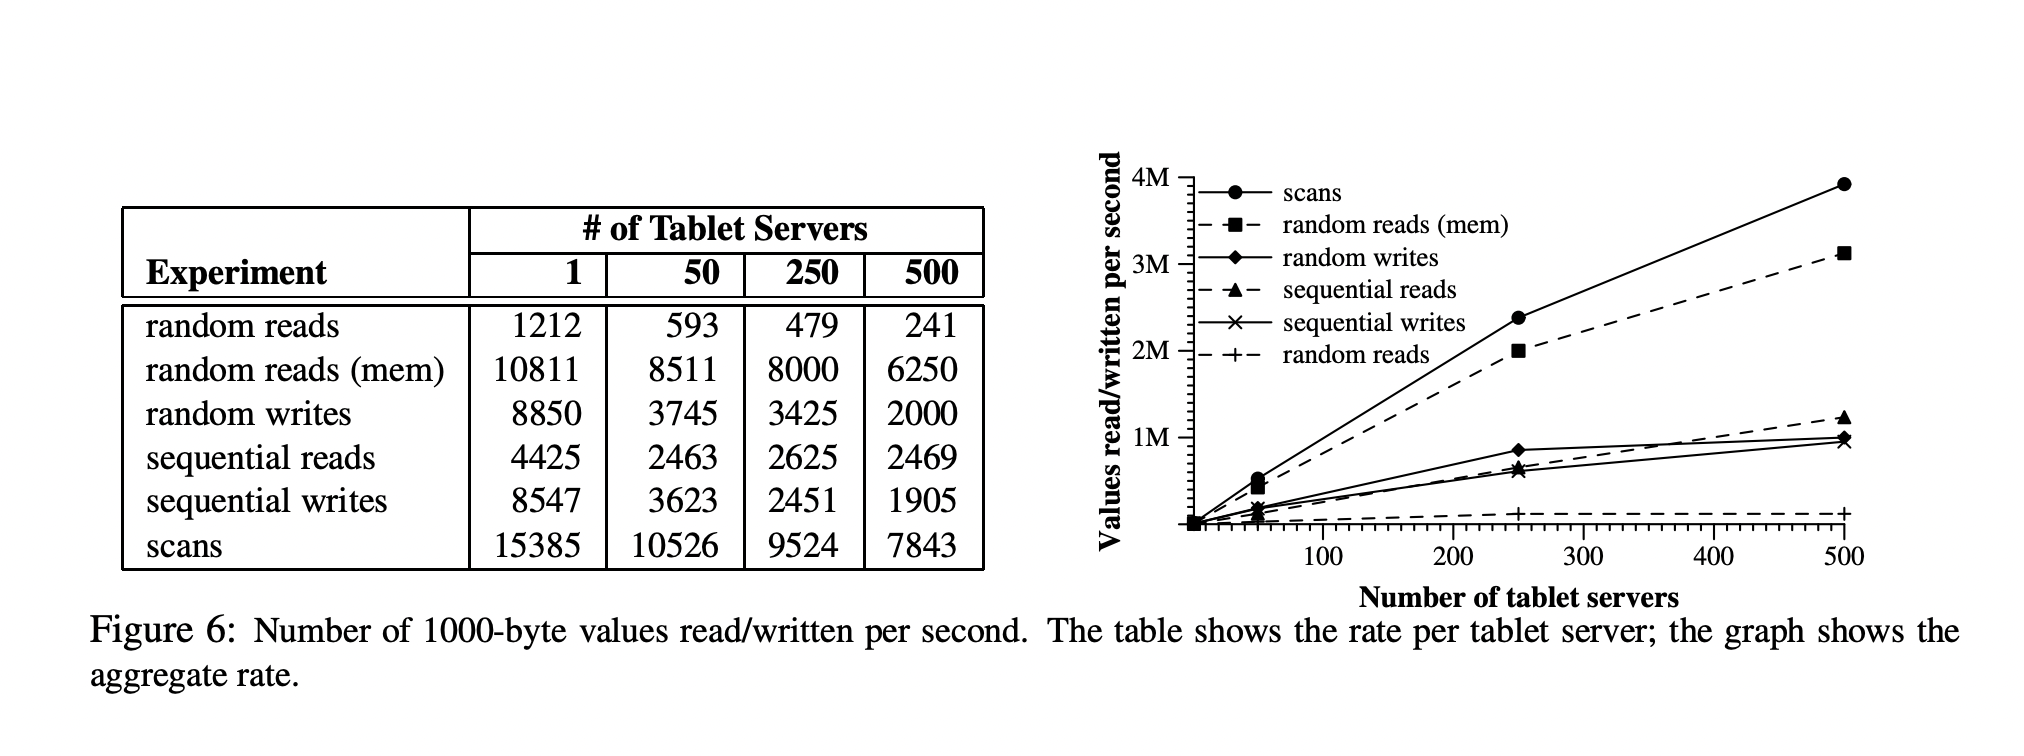 # of Tablet Servers
Experiment 1 50 250 500
random reads 1212 593 479 241
random reads (mem) 10811 8511 8000 6250
random writes 8850 3745 3425 2000
sequential reads 4425 2463 2625 2469
sequential writes 8547 3623 2451 1905
scans 15385 10526 9524 7843
Values read/written per second
4M
3M
2M
1M
scans
random reads (mem)
random writes
sequential reads
sequential writes
random reads
100 200 300 400 500
Number of tablet servers
Figure 6: Number of 1000-byte values read/written per second. The table shows the rate per tablet server; the graph shows the
aggregate rate.